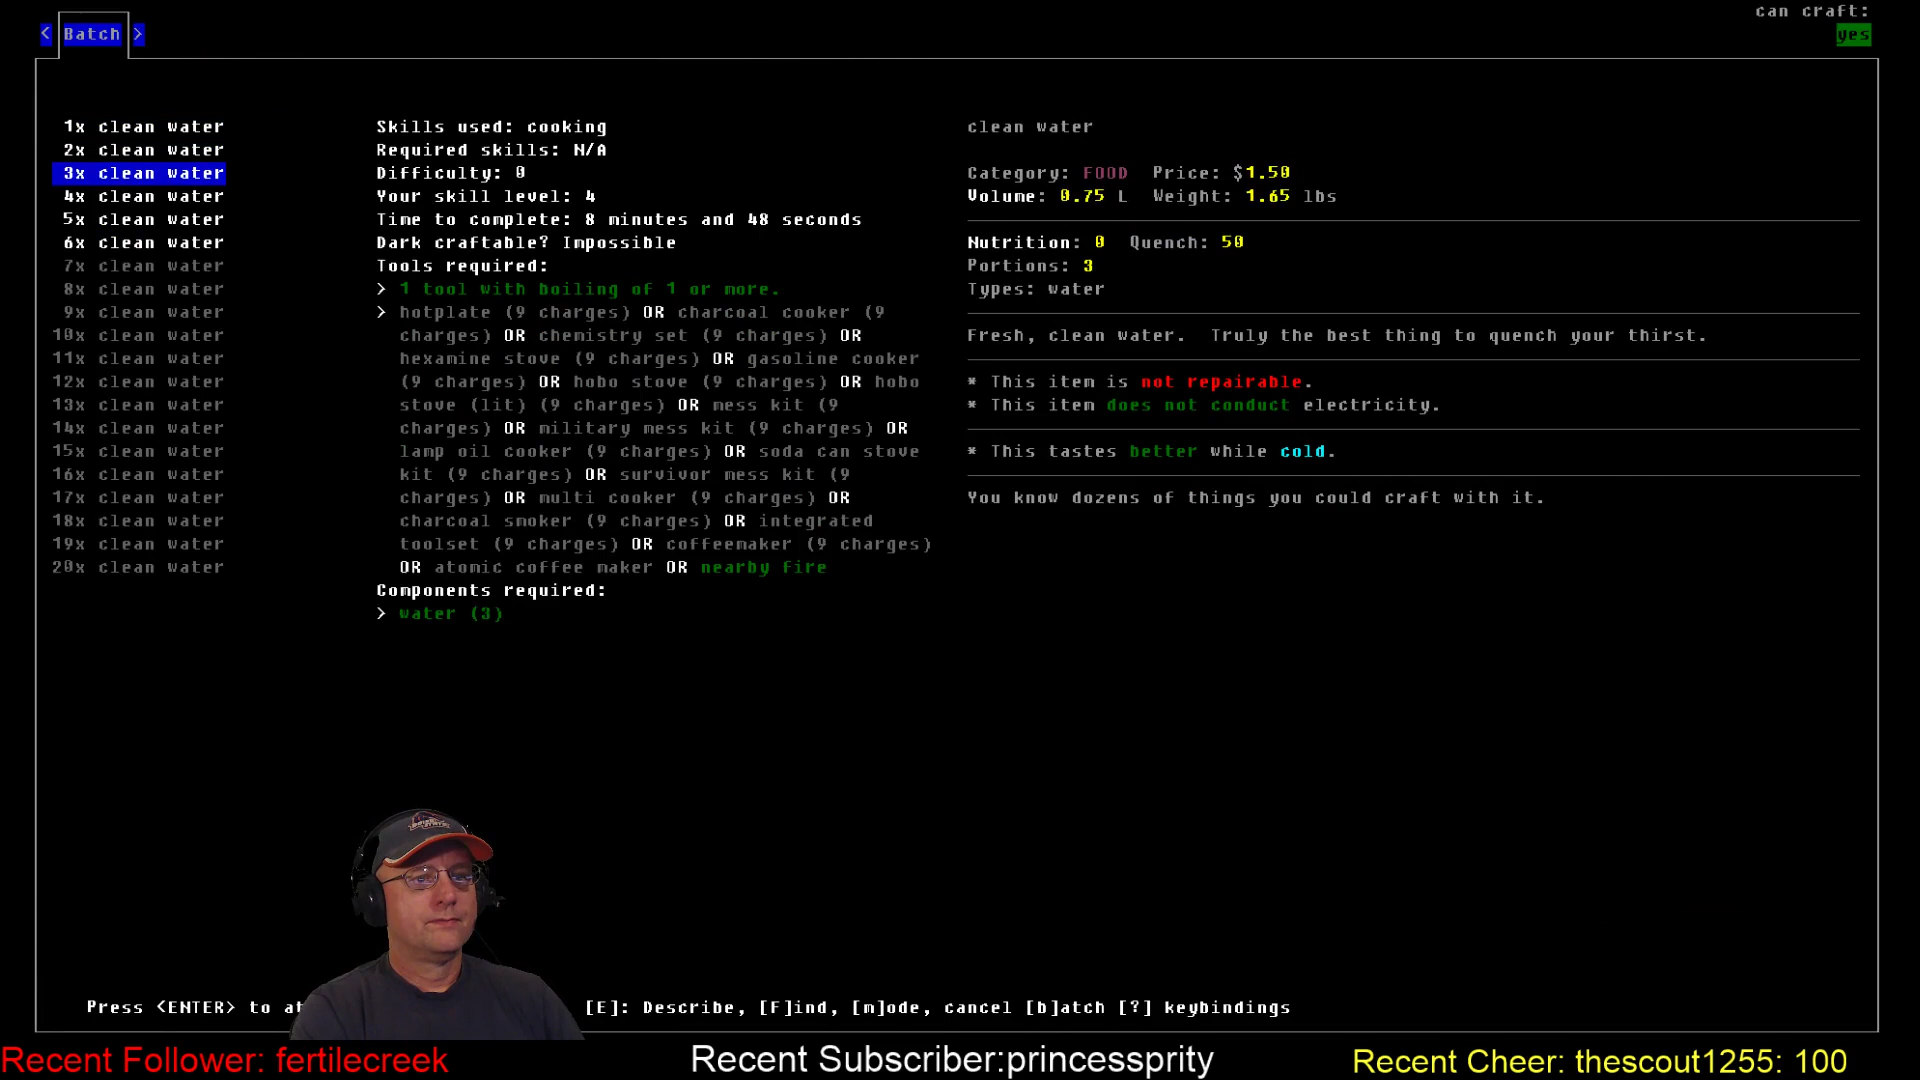 can craft:
< Batch >
yes
1x clean water
2x clean water
3x clean water
4x clean water
5x clean water
6x clean water
7x clean water
8x clean water
9x clean water
10x clean water
11x clean water
12x clean water
13x clean water
14x clean water
15x clean water
16x clean water
17x clean water
18x clean water
19x clean water
20x clean water
Skills used: cooking
Required skills: N/A
Difficulty: 0
Your skill level: 4
Time to complete: 8 minutes and 48 seconds
Dark craftable? Impossible
Tools required:
> 1 tool with boiling of 1 or more.
> hotplate (9 charges) OR charcoal cooker (9
charges) OR chemistry set (9 charges) OR
hexamine stove (9 charges) OR gasoline cooker
(9 charges) OR hobo stove (9 charges) OR hobo
stove (lit) (9 charges) OR mess kit (9
charges) OR military mess kit (9 charges) OR
lamp oil cooker (9 charges) OR soda can stove
kit (9 charges) OR survivor mess kit (9
charges) OR multi cooker (9 charges) OR
charcoal smoker (9 charges) OR integrated
toolset (9 charges) OR coffeemaker (9 charges)
OR atomic coffee maker OR nearby fire
Components required:
> water (3)
clean water
Category: FOOD Price: $1.50
Volume: 0.75 L Weight: 1.65 lbs
Nutrition: 0 Quench: 50
Portions: 3
Types: water
Fresh, clean water. Truly the best thing to quench your thirst.
* This item is not repairable.
* This item does not conduct electricity.
* This tastes better while cold.
You know dozens of things you could craft with it.
Press <ENTER> to at [E]: Describe, [F]ind, [m]ode, cancel [b]atch [?] keybindings
Recent Follower: fertilecreek
Recent Subscriber:princessprity
Recent Cheer: thescout1255: 100